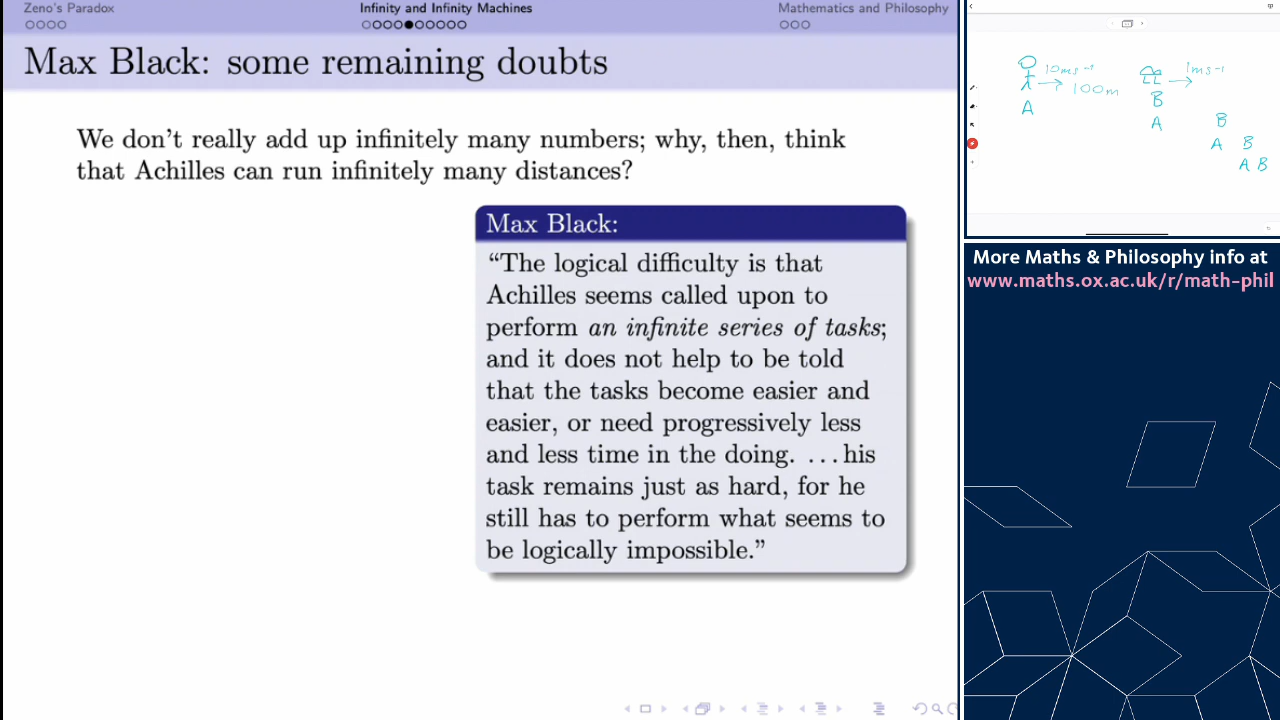 Zeno's Paradox
Infinity and Infinity Machines
Mathematics and Philosophy
Max Black: some remaining doubts
We don't really add up infinitely many numbers; why, then, think
that Achilles can run infinitely many distances?
Max Black:
“The logical difficulty is that
Achilles seems called upon to
perform an infinite series of tasks;
and it does not help to be told
that the tasks become easier and
easier, or need progressively less
and less time in the doing. ...his
task remains just as hard, for he
still has to perform what seems to
be logically impossible.”
10ms⁻¹
100m
1ms⁻¹
A
B
A
B
A B
A B
More Maths & Philosophy info at
www.maths.ox.ac.uk/r/math-phil